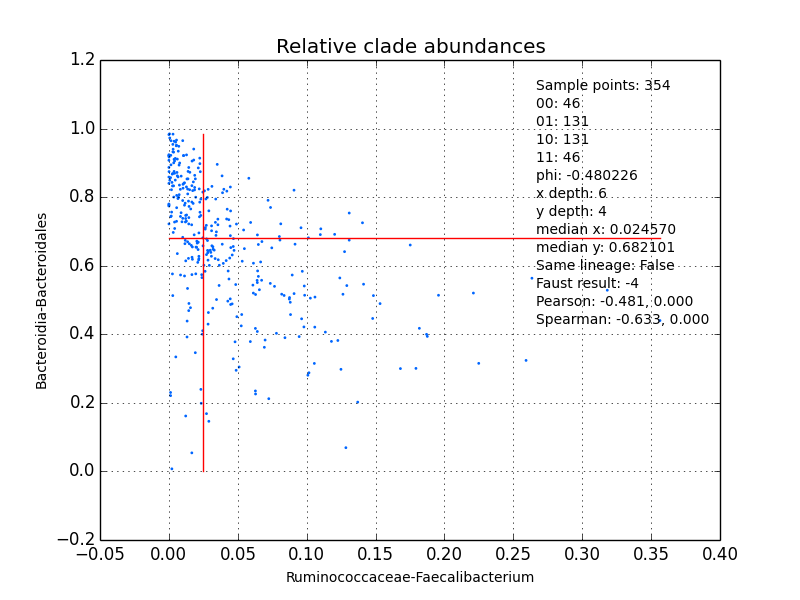 Relative clade abundances
1.2
1.0
0.8
0.6
0.4
0.2
0.0
−0.2
Bacteroidia-Bacteroidales
Sample points: 354
00: 46
01: 131
10: 131
11: 46
phi: -0.480226
x depth: 6
y depth: 4
median x: 0.024570
median y: 0.682101
Same lineage: False
Faust result: -4
Pearson: -0.481, 0.000
Spearman: -0.633, 0.000
−0.05 0.00 0.05 0.10 0.15 0.20 0.25 0.30 0.35 0.40
Ruminococcaceae-Faecalibacterium